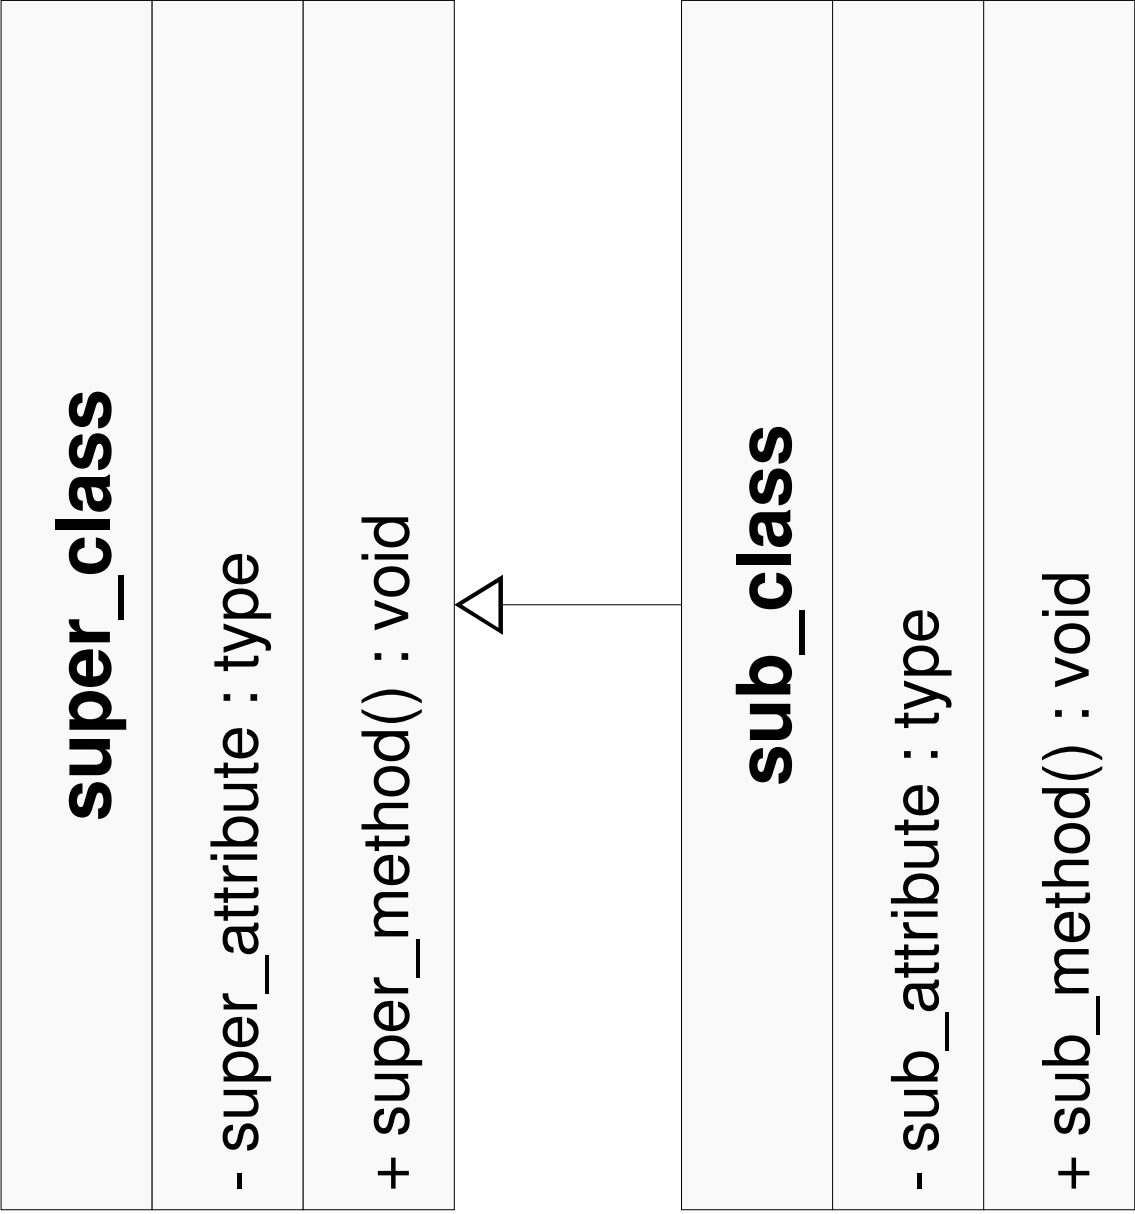 super_class
- super_attribute : type
+ super_method() : void
sub_class
- sub_attribute : type
+ sub_method() : void